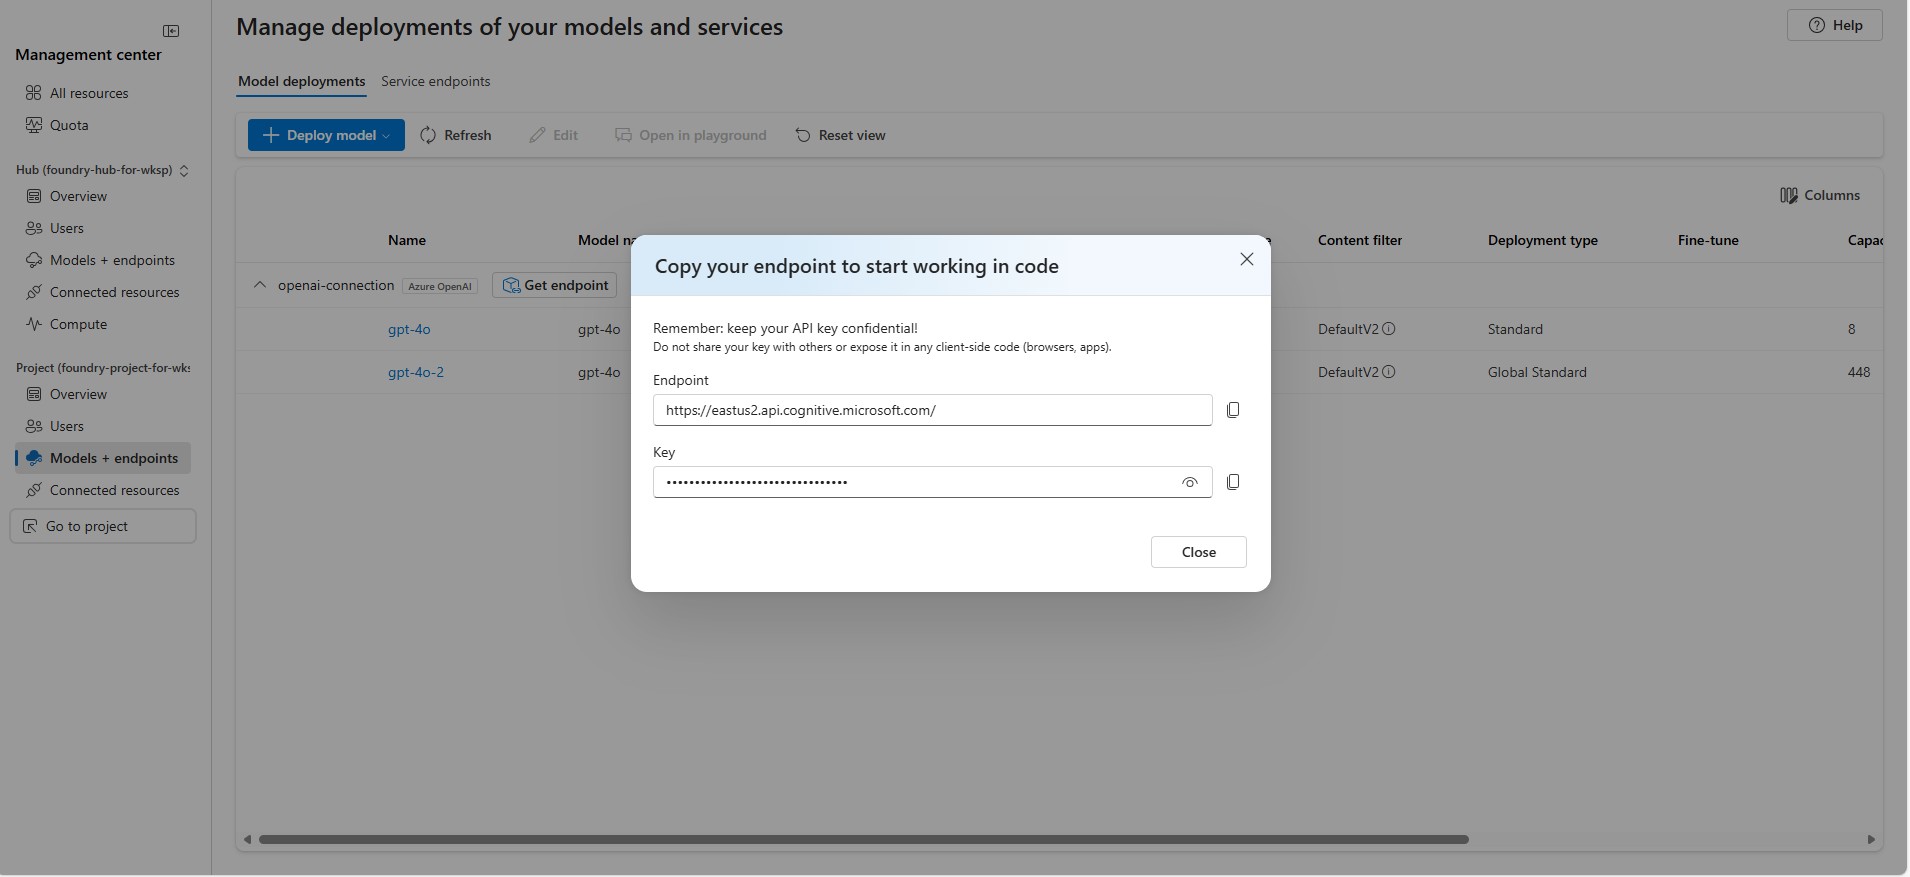 Management center
All resources
Quota
Hub (foundry-hub-for-wksp)
Overview
Users
Models + endpoints
Connected resources
Compute
Project (foundry-project-for-wks
Overview
Users
Models + endpoints
Connected resources
Go to project
Manage deployments of your models and services
Help
Model deployments Service endpoints
Deploy model Refresh Edit Open in playground Reset view
Columns
Name Model na Content filter Deployment type Fine-tune Capac
openai-connection Azure OpenAI Get endpoint
gpt-4o gpt-4o DefaultV2 Standard 8
gpt-4o-2 gpt-4o DefaultV2 Global Standard 448
Copy your endpoint to start working in code
Remember: keep your API key confidential!
Do not share your key with others or expose it in any client-side code (browsers, apps).
Endpoint
https://eastus2.api.cognitive.microsoft.com/
Key
••••••••••••••••••••••••••••••••
Close